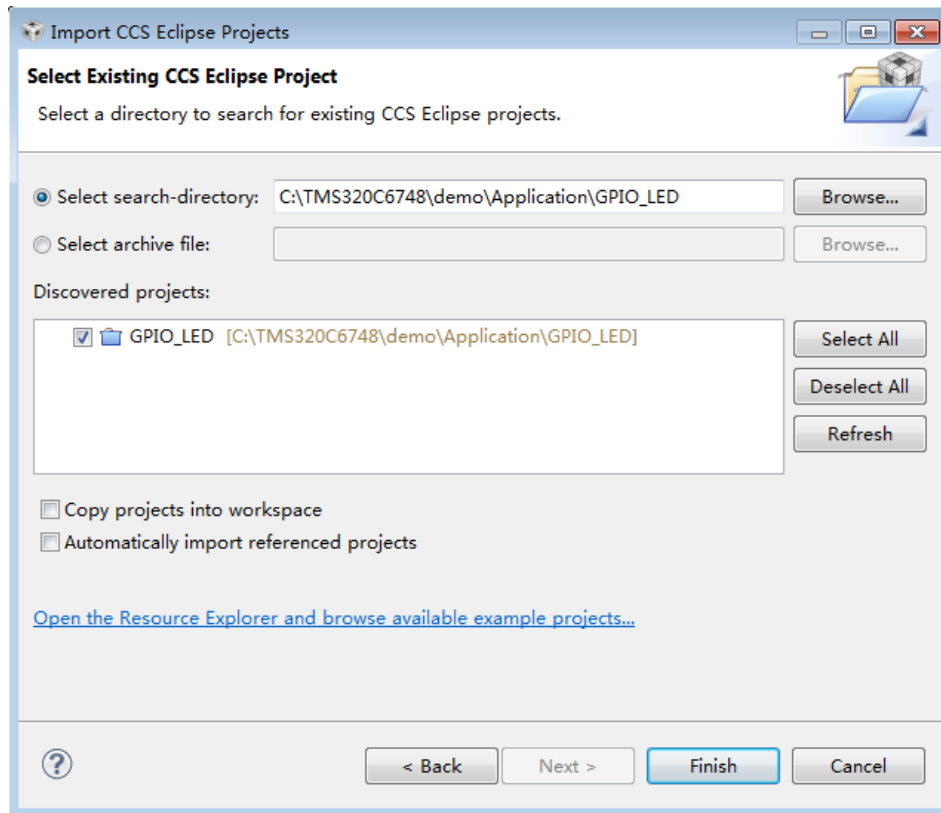 Import CCS Eclipse Projects
Select Existing CCS Eclipse Project
Select a directory to search for existing CCS Eclipse projects.
Select search-directory: C:\TMS320C6748\demo\Application\GPIO_LED Browse...
Select archive file: Browse...
Discovered projects:
GPIO_LED [C:\TMS320C6748\demo\Application\GPIO_LED] Select All
Deselect All
Refresh
Copy projects into workspace
Automatically import referenced projects
Open the Resource Explorer and browse available example projects...
? < Back Next > Finish Cancel